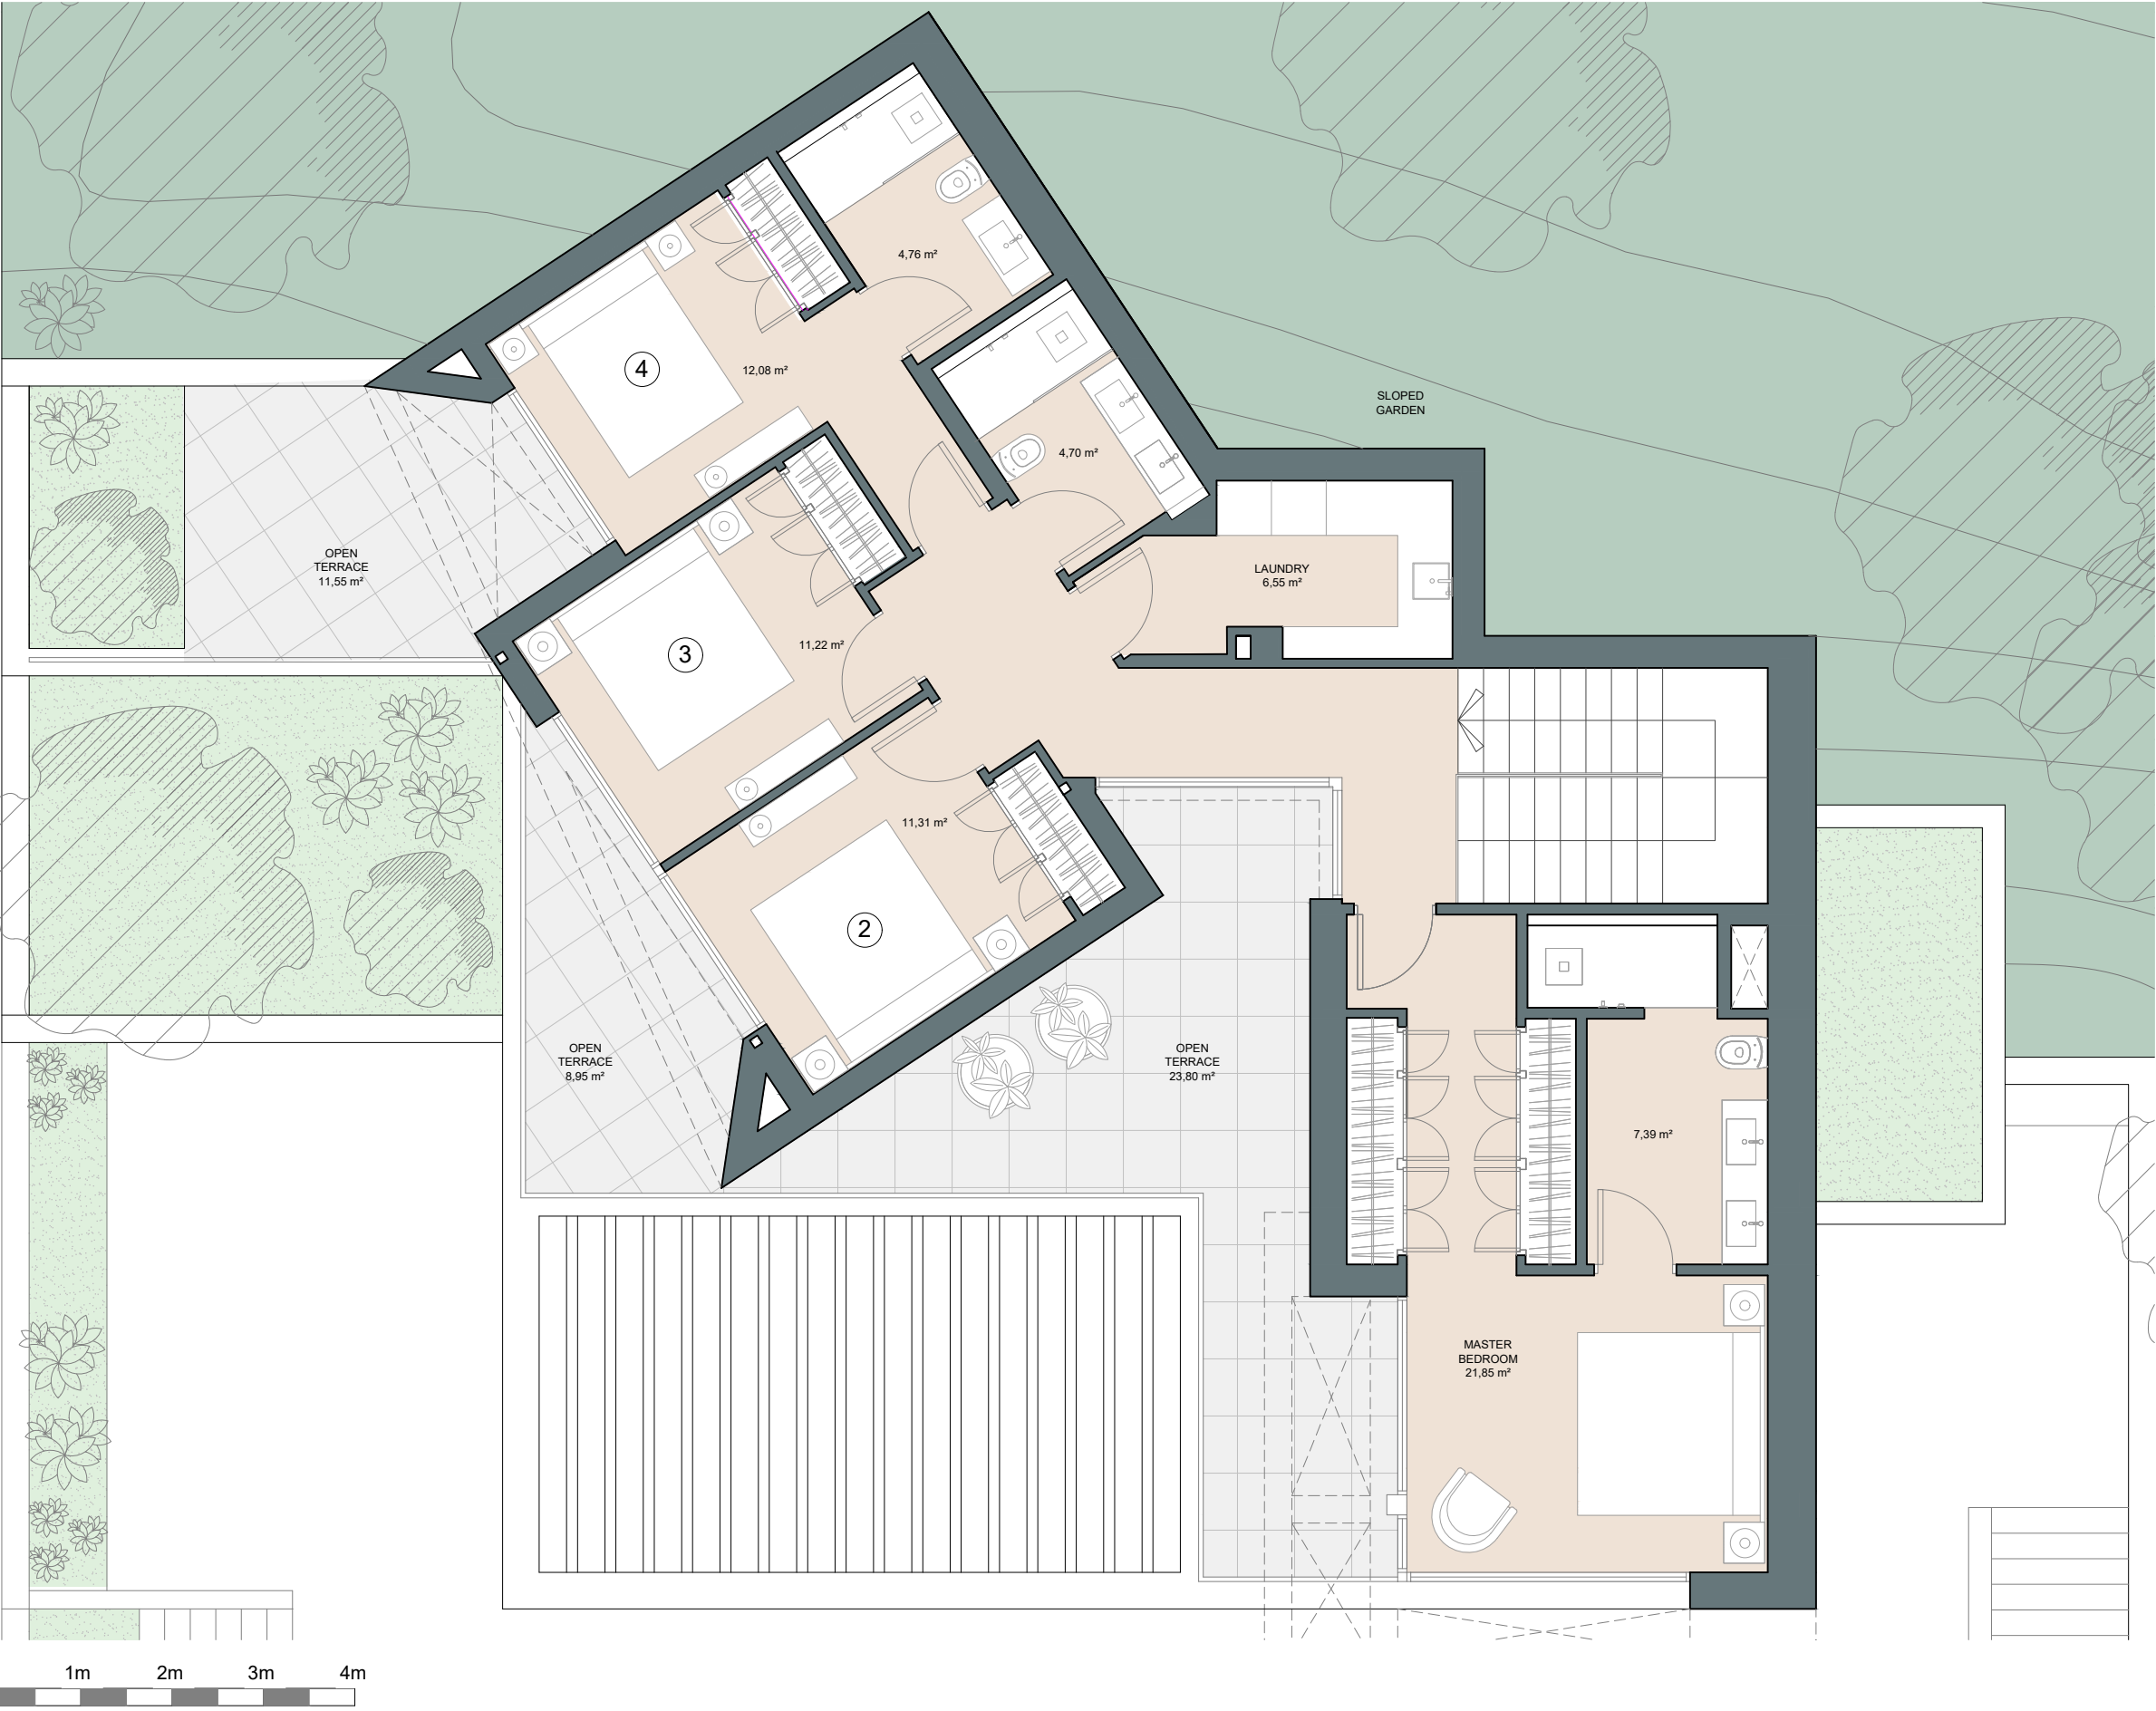 4,76 m²
4
12,08 m²
SLOPED
GARDEN
4,70 m²
OPEN
TERRACE
11,55 m²
LAUNDRY
6,55 m²
3
11,22 m²
11,31 m²
2
OPEN
TERRACE
8,95 m²
OPEN
TERRACE
23,80 m²
7,39 m²
MASTER
BEDROOM
21,85 m²
1m 2m 3m 4m